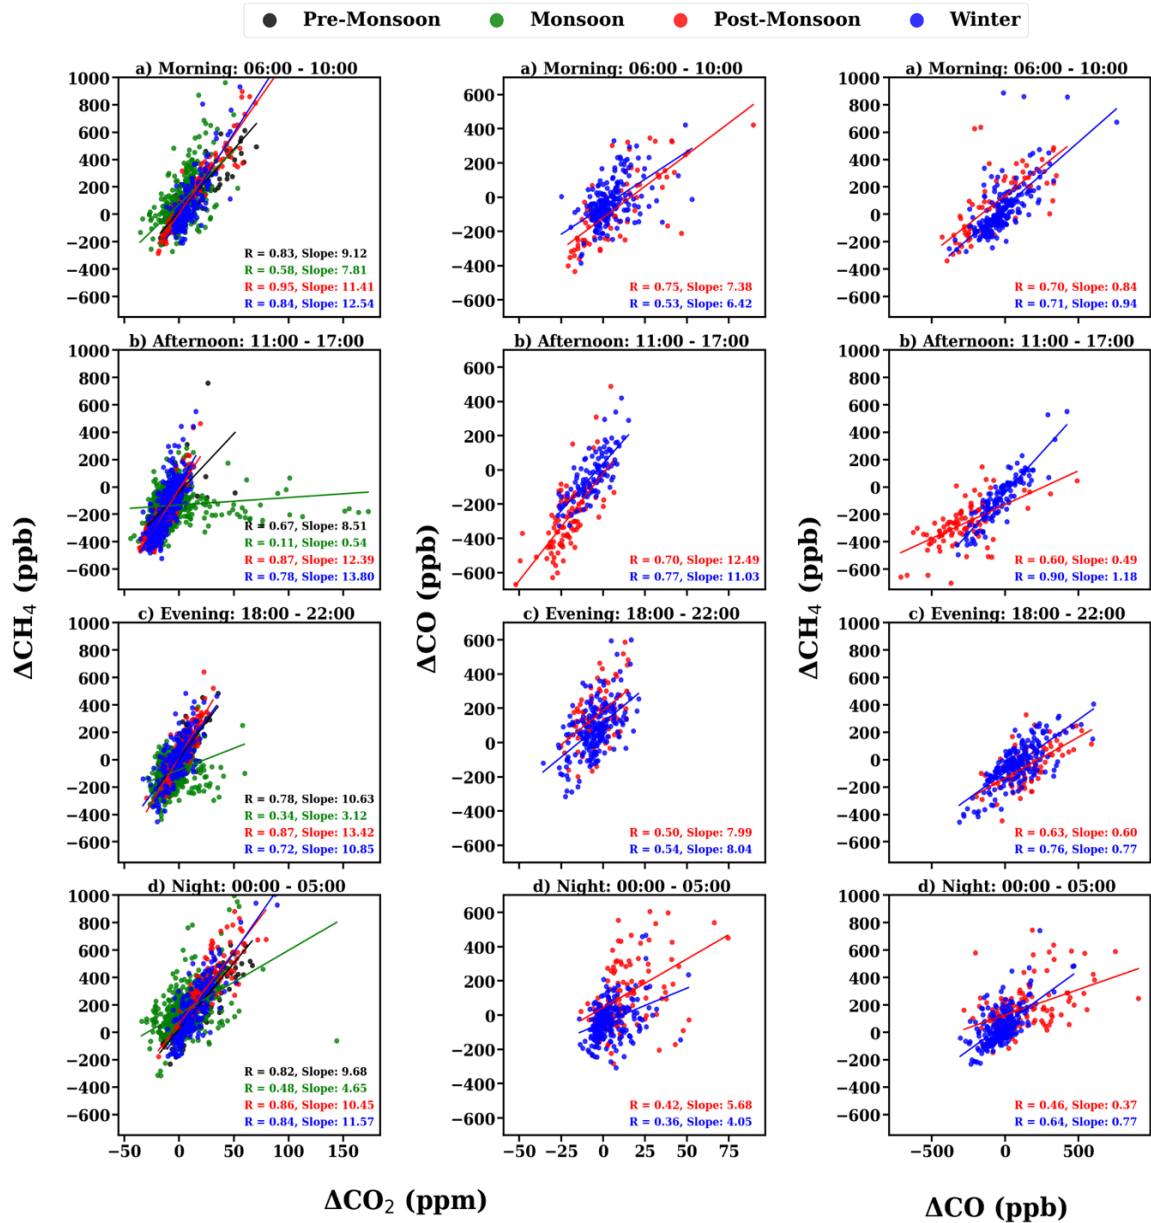 Pre-Monsoon Monsoon Post-Monsoon Winter
a) Morning: 06:00 - 10:00
1000
800
600
400
200
0
−200
−400
−600
R = 0.83, Slope: 9.12
R = 0.58, Slope: 7.81
R = 0.95, Slope: 11.41
R = 0.84, Slope: 12.54
−50 0 50 100 150
a) Morning: 06:00 - 10:00
600
400
200
0
−200
−400
−600
R = 0.75, Slope: 7.38
R = 0.53, Slope: 6.42
a) Morning: 06:00 - 10:00
1000
800
600
400
200
0
−200
−400
−600
R = 0.70, Slope: 0.84
R = 0.71, Slope: 0.94
b) Afternoon: 11:00 - 17:00
1000
800
600
400
200
0
−200
−400
−600
R = 0.67, Slope: 8.51
R = 0.11, Slope: 0.54
R = 0.87, Slope: 12.39
R = 0.78, Slope: 13.80
b) Afternoon: 11:00 - 17:00
600
400
200
0
−200
−400
−600
R = 0.70, Slope: 12.49
R = 0.77, Slope: 11.03
b) Afternoon: 11:00 - 17:00
1000
800
600
400
200
0
−200
−400
−600
R = 0.60, Slope: 0.49
R = 0.90, Slope: 1.18
ΔCH₄ (ppb)
ΔCO (ppb)
ΔCH₄ (ppb)
c) Evening: 18:00 - 22:00
1000
800
600
400
200
0
−200
−400
−600
R = 0.78, Slope: 10.63
R = 0.34, Slope: 3.12
R = 0.87, Slope: 13.42
R = 0.72, Slope: 10.85
c) Evening: 18:00 - 22:00
600
400
200
0
−200
−400
−600
R = 0.50, Slope: 7.99
R = 0.54, Slope: 8.04
c) Evening: 18:00 - 22:00
1000
800
600
400
200
0
−200
−400
−600
R = 0.63, Slope: 0.60
R = 0.76, Slope: 0.77
d) Night: 00:00 - 05:00
1000
800
600
400
200
0
−200
−400
−600
R = 0.82, Slope: 9.68
R = 0.48, Slope: 4.65
R = 0.86, Slope: 10.45
R = 0.84, Slope: 11.57
−50 0 50 100 150
d) Night: 00:00 - 05:00
600
400
200
0
−200
−400
−600
R = 0.42, Slope: 5.68
R = 0.36, Slope: 4.05
−50 −25 0 25 50 75
d) Night: 00:00 - 05:00
1000
800
600
400
200
0
−200
−400
−600
R = 0.46, Slope: 0.37
R = 0.64, Slope: 0.77
−500 0 500
ΔCO₂ (ppm)
ΔCO (ppb)